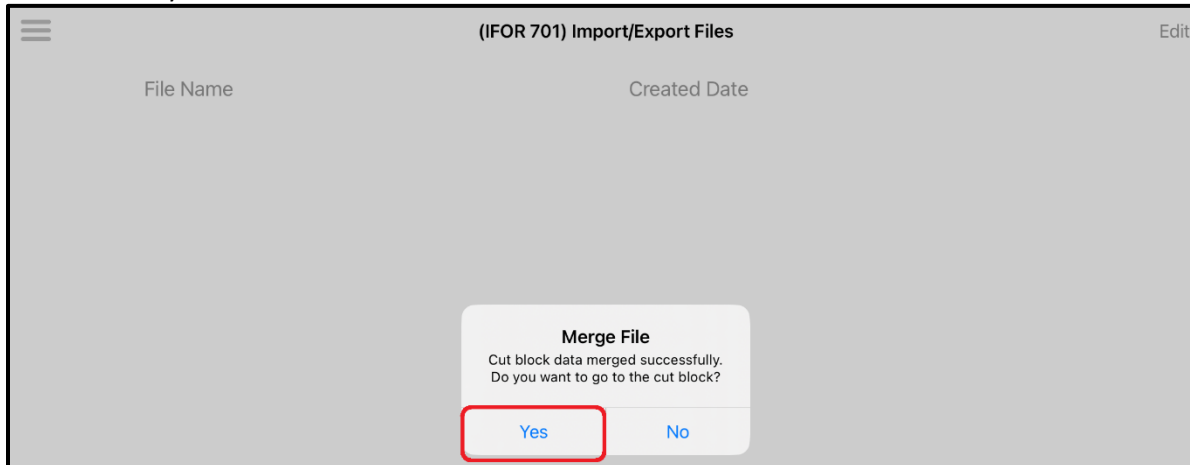 (IFOR 701) Import/Export Files
Edit
File Name
Created Date
Merge File
Cut block data merged successfully.
Do you want to go to the cut block?
Yes
No